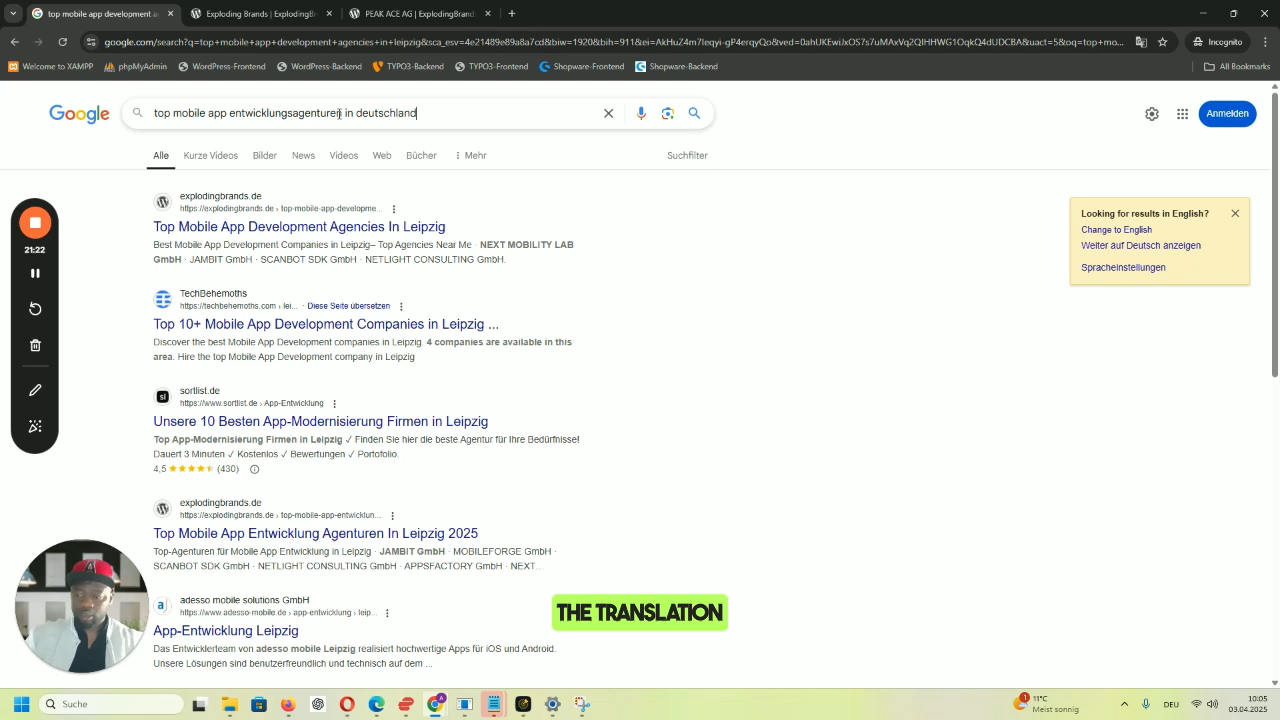 top mobile app development a
Exploding Brands | ExplodingBr
PEAK ACE AG | ExplodingBrands
google.com/search?q=top+mobile+app+development+agencies+in+leipzig&sca_esv=4e21489e89a8a7cd&biw=1920&bih=911&ei=AkHuZ4m7leqyi-gP4erqyQo&ved=0ahUKEwiJxOS7s7uMAxVq2QIHHWG1OqkQ4dUDCBA&uact=5&oq=top+mo...
Incognito
Welcome to XAMPP
phpMyAdmin
WordPress-Frontend
WordPress-Backend
TYPO3-Backend
TYPO3-Frontend
Shopware-Frontend
Shopware-Backend
All Bookmarks
Google
top mobile app entwicklungsagenturen in deutschland
Anmelden
Alle
Kurze Videos
Bilder
News
Videos
Web
Bücher
Mehr
Suchfilter
explodingbrands.de
https://explodingbrands.de › top-mobile-app-developme...
Top Mobile App Development Agencies In Leipzig
Best Mobile App Development Companies in Leipzig– Top Agencies Near Me · NEXT MOBILITY LAB
GmbH · JAMBIT GmbH · SCANBOT SDK GmbH · NETLIGHT CONSULTING GmbH.
Looking for results in English?
Change to English
Weiter auf Deutsch anzeigen
Spracheinstellungen
21:22
TechBehemoths
https://techbehemoths.com › lei... · Diese Seite übersetzen
Top 10+ Mobile App Development Companies in Leipzig ...
Discover the best Mobile App Development companies in Leipzig. 4 companies are available in this
area. Hire the top Mobile App Development company in Leipzig
sortlist.de
https://www.sortlist.de › App-Entwicklung
Unsere 10 Besten App-Modernisierung Firmen in Leipzig
Top App-Modernisierung Firmen in Leipzig ✓ Finden Sie hier die beste Agentur für Ihre Bedürfnisse!
Dauert 3 Minuten ✓ Kostenlos ✓ Bewertungen ✓ Portofolio.
4,5 (430)
explodingbrands.de
https://explodingbrands.de › top-mobile-app-entwicklun...
Top Mobile App Entwicklung Agenturen In Leipzig 2025
Top-Agenturen für Mobile App Entwicklung in Leipzig · JAMBIT GmbH · MOBILEFORGE GmbH ·
SCANBOT SDK GmbH · NETLIGHT CONSULTING GmbH · APPSFACTORY GmbH · NEXT...
adesso mobile solutions GmbH
https://www.adesso-mobile.de › app-entwicklung › leip...
App-Entwicklung Leipzig
Das Entwicklerteam von adesso mobile Leipzig realisiert hochwertige Apps für iOS und Android.
Unsere Lösungen sind benutzerfreundlich und technisch auf dem ...
THE TRANSLATION
Suche
1
11°C
Meist sonnig
DEU
10:05
03.04.2025